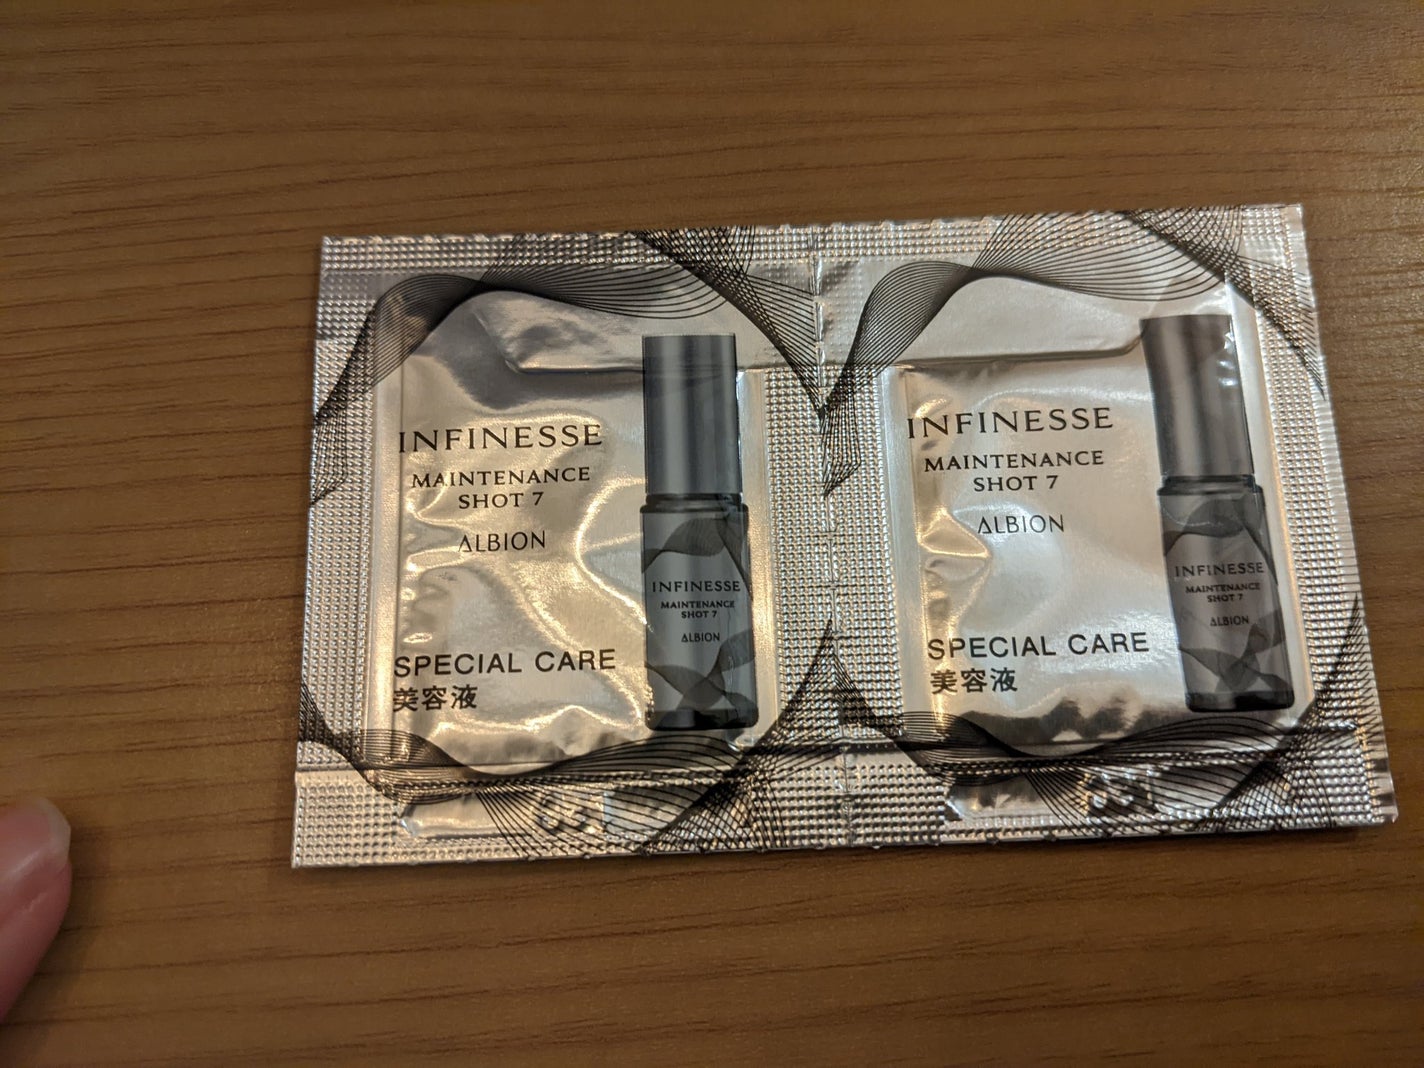 INFINESSE
MAINTENANCE
SHOT 7
ALBION
SPECIAL CARE
美容液
INFINESSE
MAINTENANCE
SHOT 7
ALBION
INFINESSE
MAINTENANCE
SHOT 7
ALBION
SPECIAL CARE
美容液
INFINESSE
MAINTENANCE
SHOT 7
ALBION